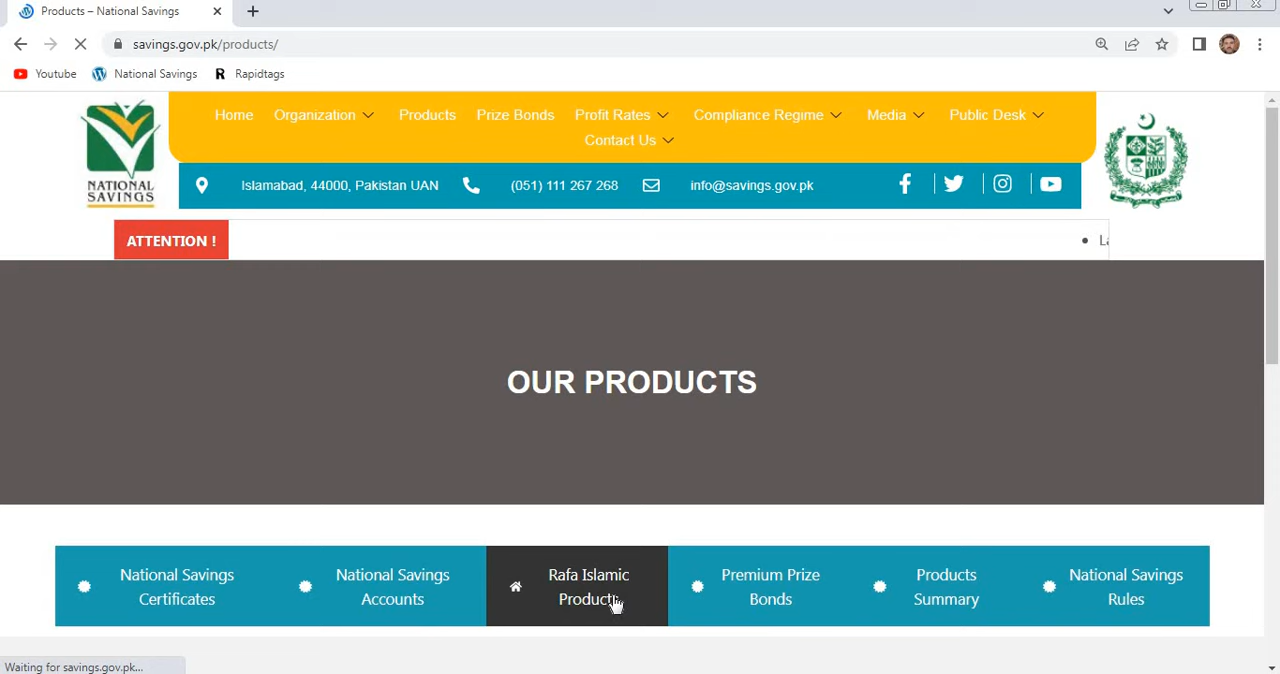 Products – National Savings
savings.gov.pk/products/
Youtube National Savings R Rapidtags
Home Organization Products Prize Bonds Profit Rates Compliance Regime Media Public Desk
Contact Us
NATIONAL
SAVINGS
Islamabad, 44000, Pakistan UAN (051) 111 267 268 info@savings.gov.pk
ATTENTION !
OUR PRODUCTS
National Savings
Certificates
National Savings
Accounts
Rafa Islamic
Products
Premium Prize
Bonds
Products
Summary
National Savings
Rules
Waiting for savings.gov.pk...